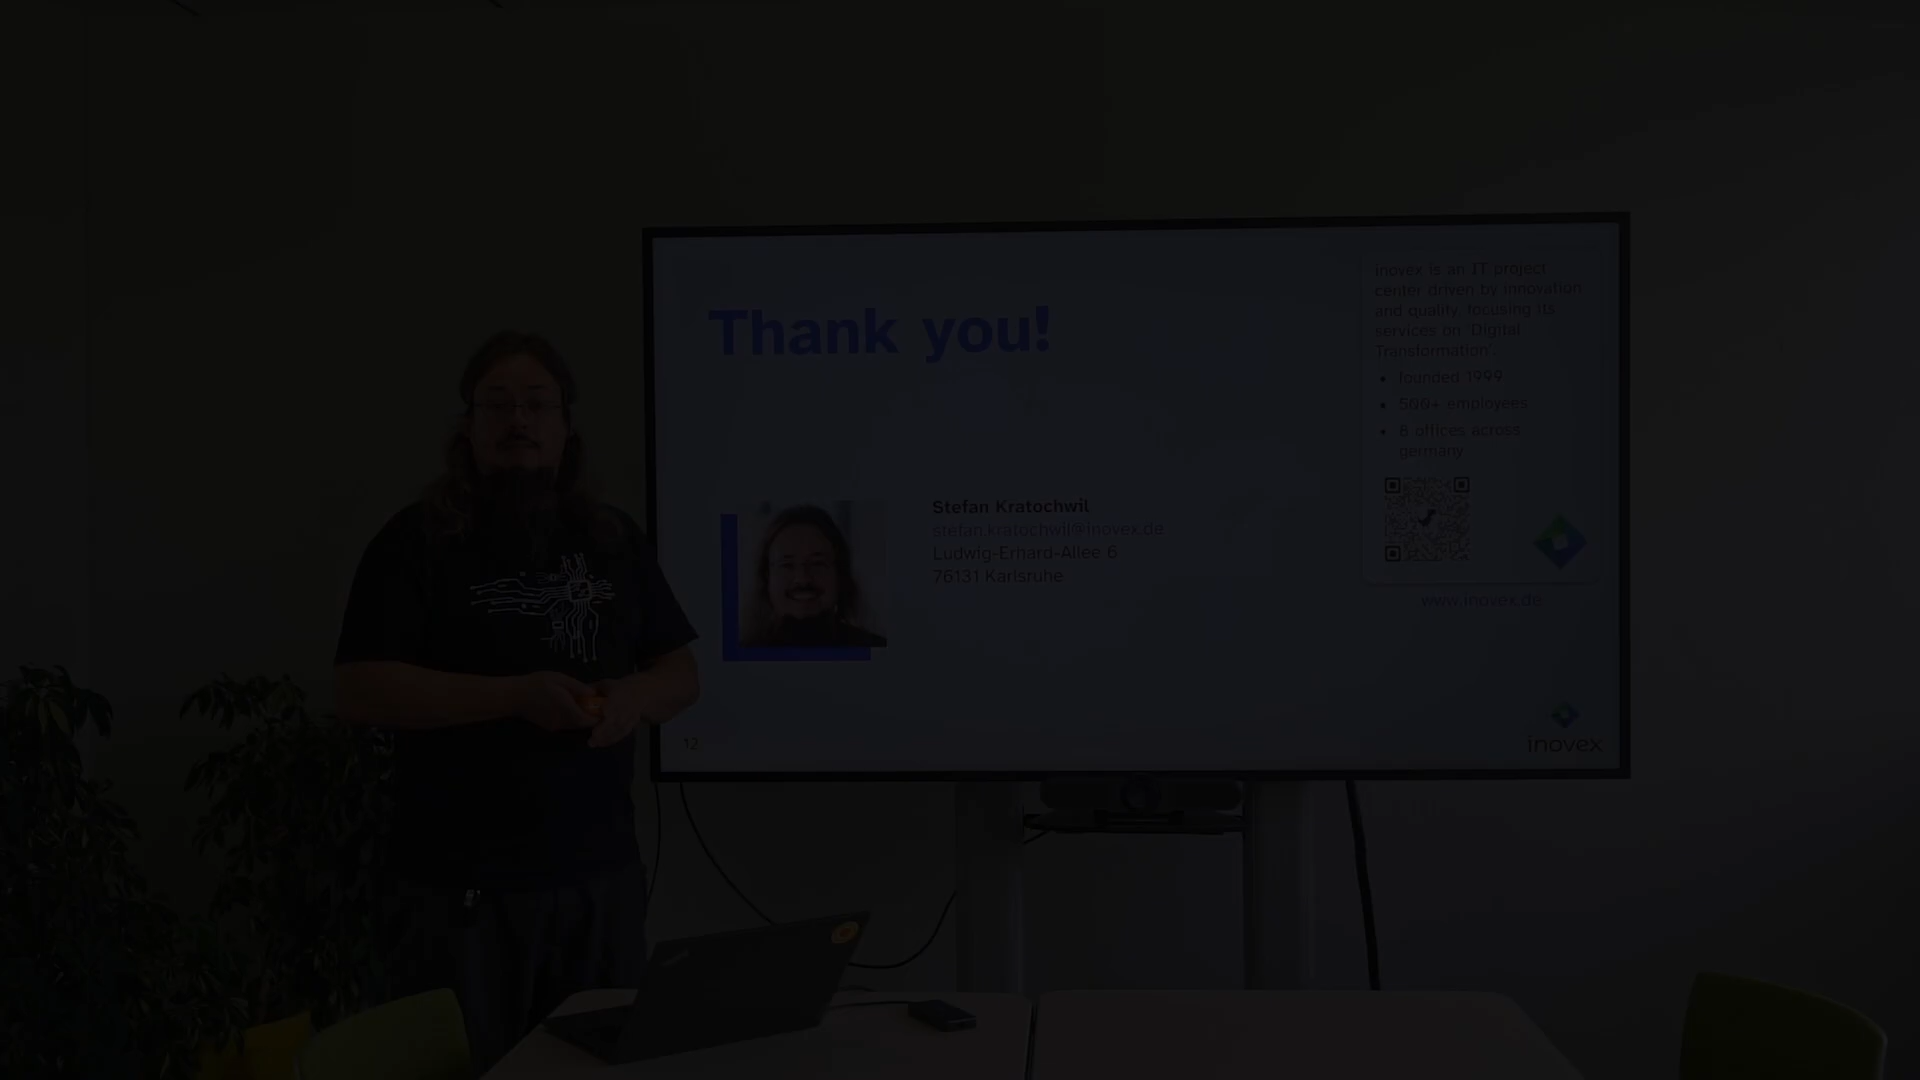 Thank you!
Stefan Kratochwil
stefan.kratochwil@inovex.de
Ludwig-Erhard-Allee 6
76131 Karlsruhe
inovex is an IT project
center driven by innovation
and quality, focusing its
services on 'Digital
Transformation'.
• founded 1999
• 500+ employees
• 8 offices across
germany
www.inovex.de
12
inovex